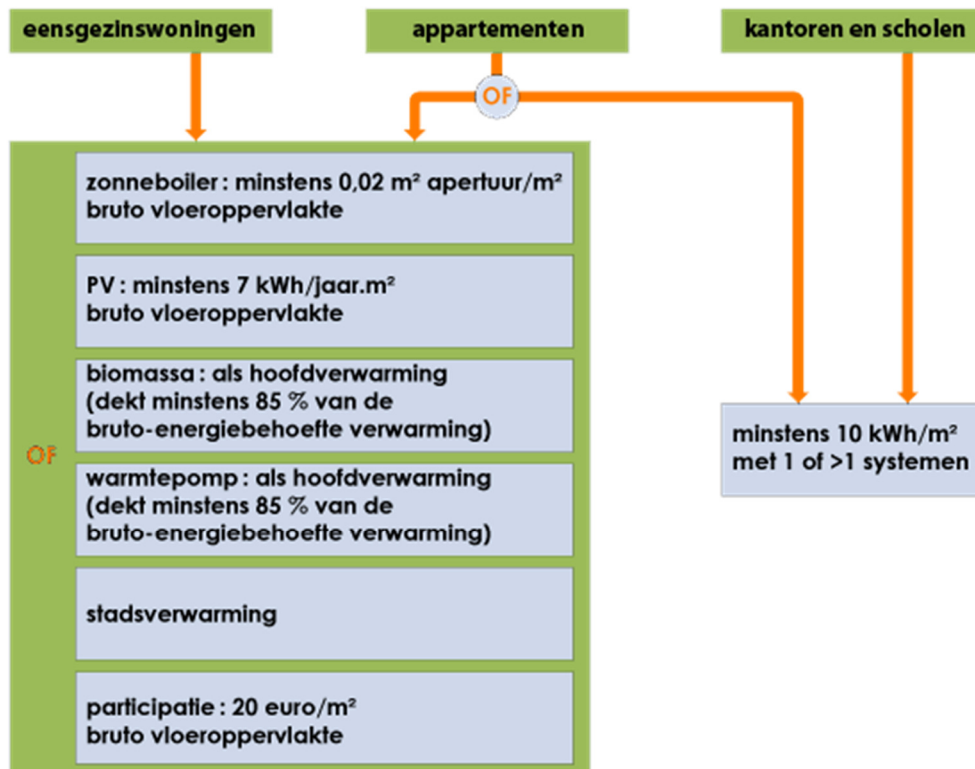 eensgezinswoningen
appartementen
kantoren en scholen
OF
zonneboiler : minstens 0,02 m² apertuur/m²
bruto vloeroppervlakte
PV : minstens 7 kWh/jaar.m²
bruto vloeroppervlakte
biomassa : als hoofdverwarming
(dekt minstens 85 % van de
bruto-energiebehoefte verwarming)
OF
warmtepomp : als hoofdverwarming
(dekt minstens 85 % van de
bruto-energiebehoefte verwarming)
stadsverwarming
participatie : 20 euro/m²
bruto vloeroppervlakte
minstens 10 kWh/m²
met 1 of >1 systemen